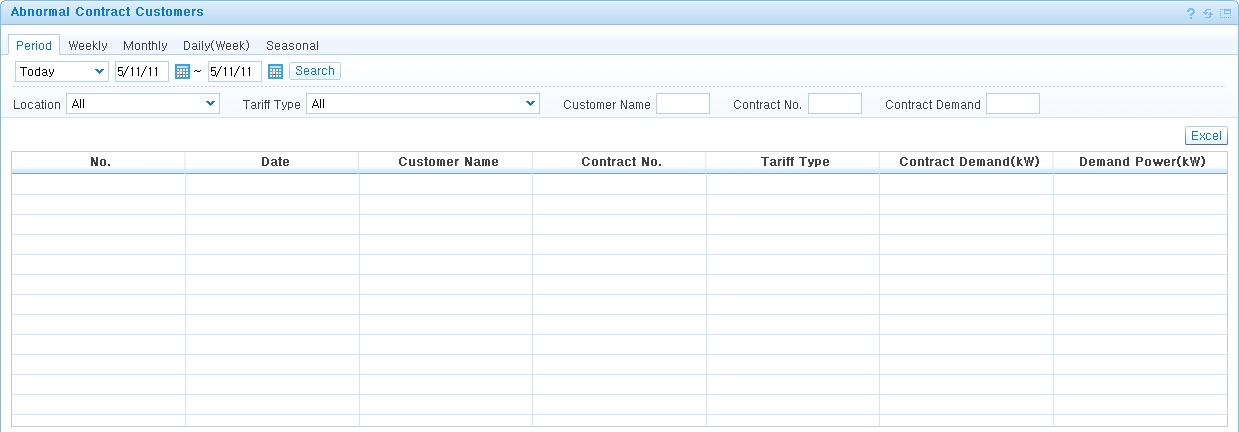 Abnormal Contract Customers ?
Period Weekly Monthly Daily(Week) Seasonal
Today 5/11/11 ~ 5/11/11 Search
Location All Tariff Type All Customer Name Contract No. Contract Demand
Excel
No. Date Customer Name Contract No. Tariff Type Contract Demand(kW) Demand Power(kW)